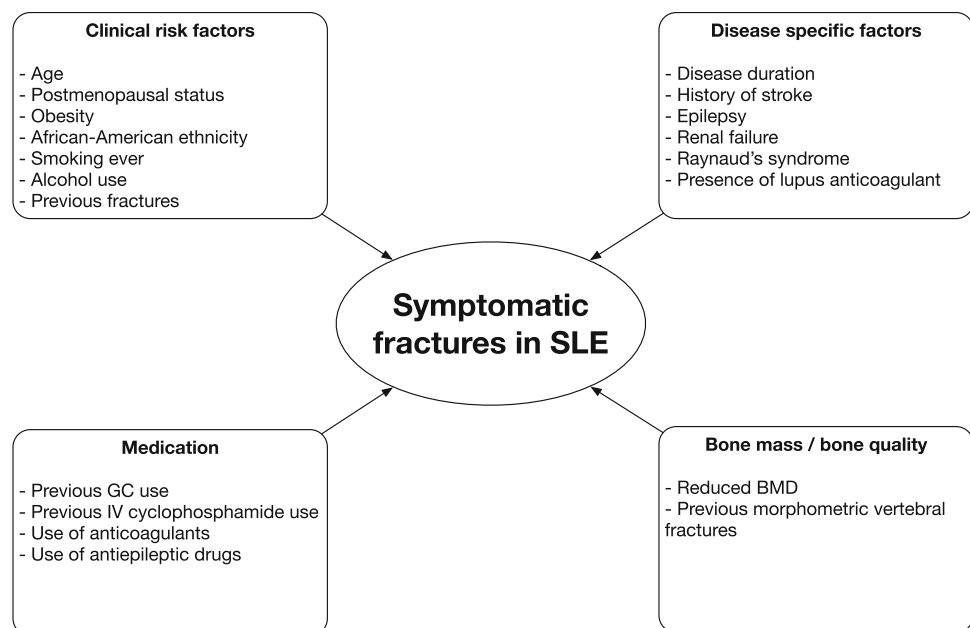 Clinical risk factors
- Age
- Postmenopausal status
- Obesity
- African-American ethnicity
- Smoking ever
- Alcohol use
- Previous fractures
Disease specific factors
- Disease duration
- History of stroke
- Epilepsy
- Renal failure
- Raynaud's syndrome
- Presence of lupus anticoagulant
Symptomatic
fractures in SLE
Medication
- Previous GC use
- Previous IV cyclophosphamide use
- Use of anticoagulants
- Use of antiepileptic drugs
Bone mass / bone quality
- Reduced BMD
- Previous morphometric vertebral
fractures